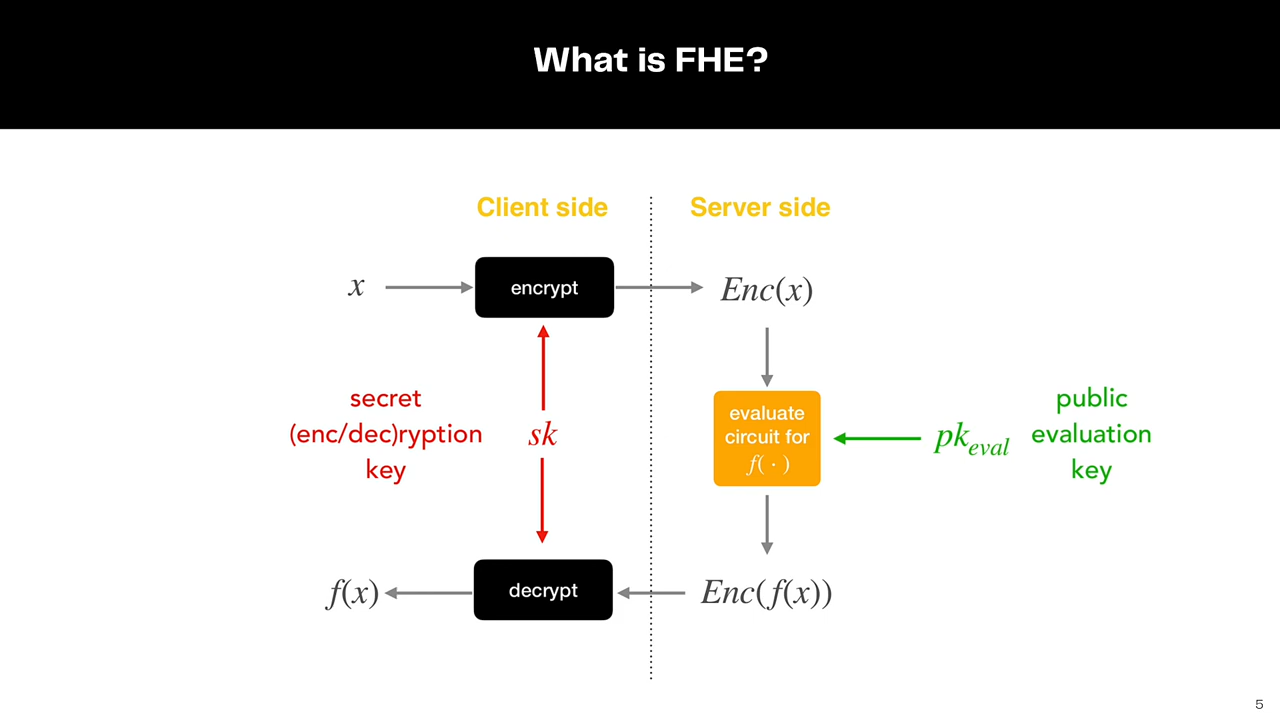 What is FHE?
Client side
Server side
x
encrypt
Enc(x)
secret
(enc/dec)ryption
key
sk
evaluate
circuit for
f( · )
pk_eval
public
evaluation
key
f(x)
decrypt
Enc(f(x))
5